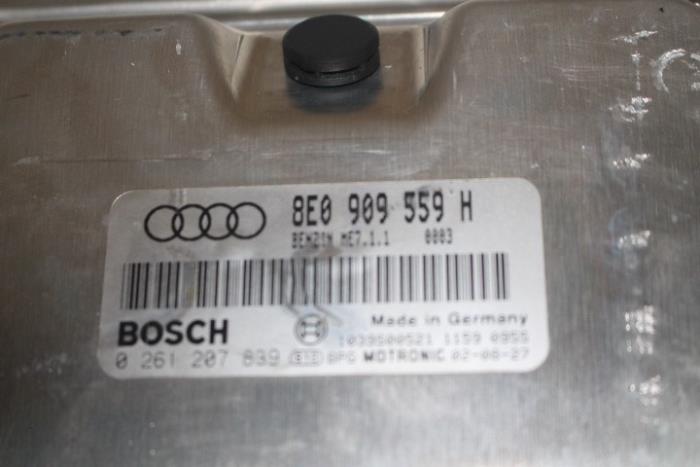 8E0 909 559 H
BENZIN ME7.1.1 0003
BOSCH
Made in Germany
1039S00521 1159 0955
0 261 207 839 MOTRONIC 02-08-27